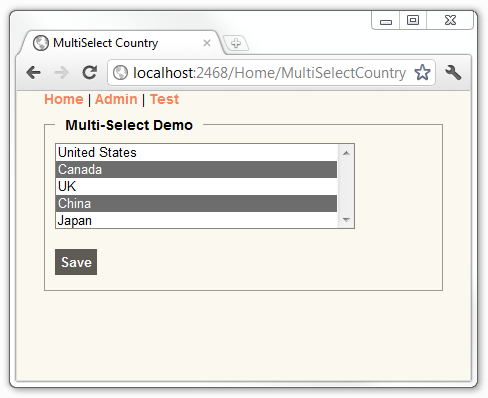 MultiSelect Country
localhost:2468/Home/MultiSelectCountry
Home | Admin | Test
Multi-Select Demo
United States
Canada
UK
China
Japan
Save